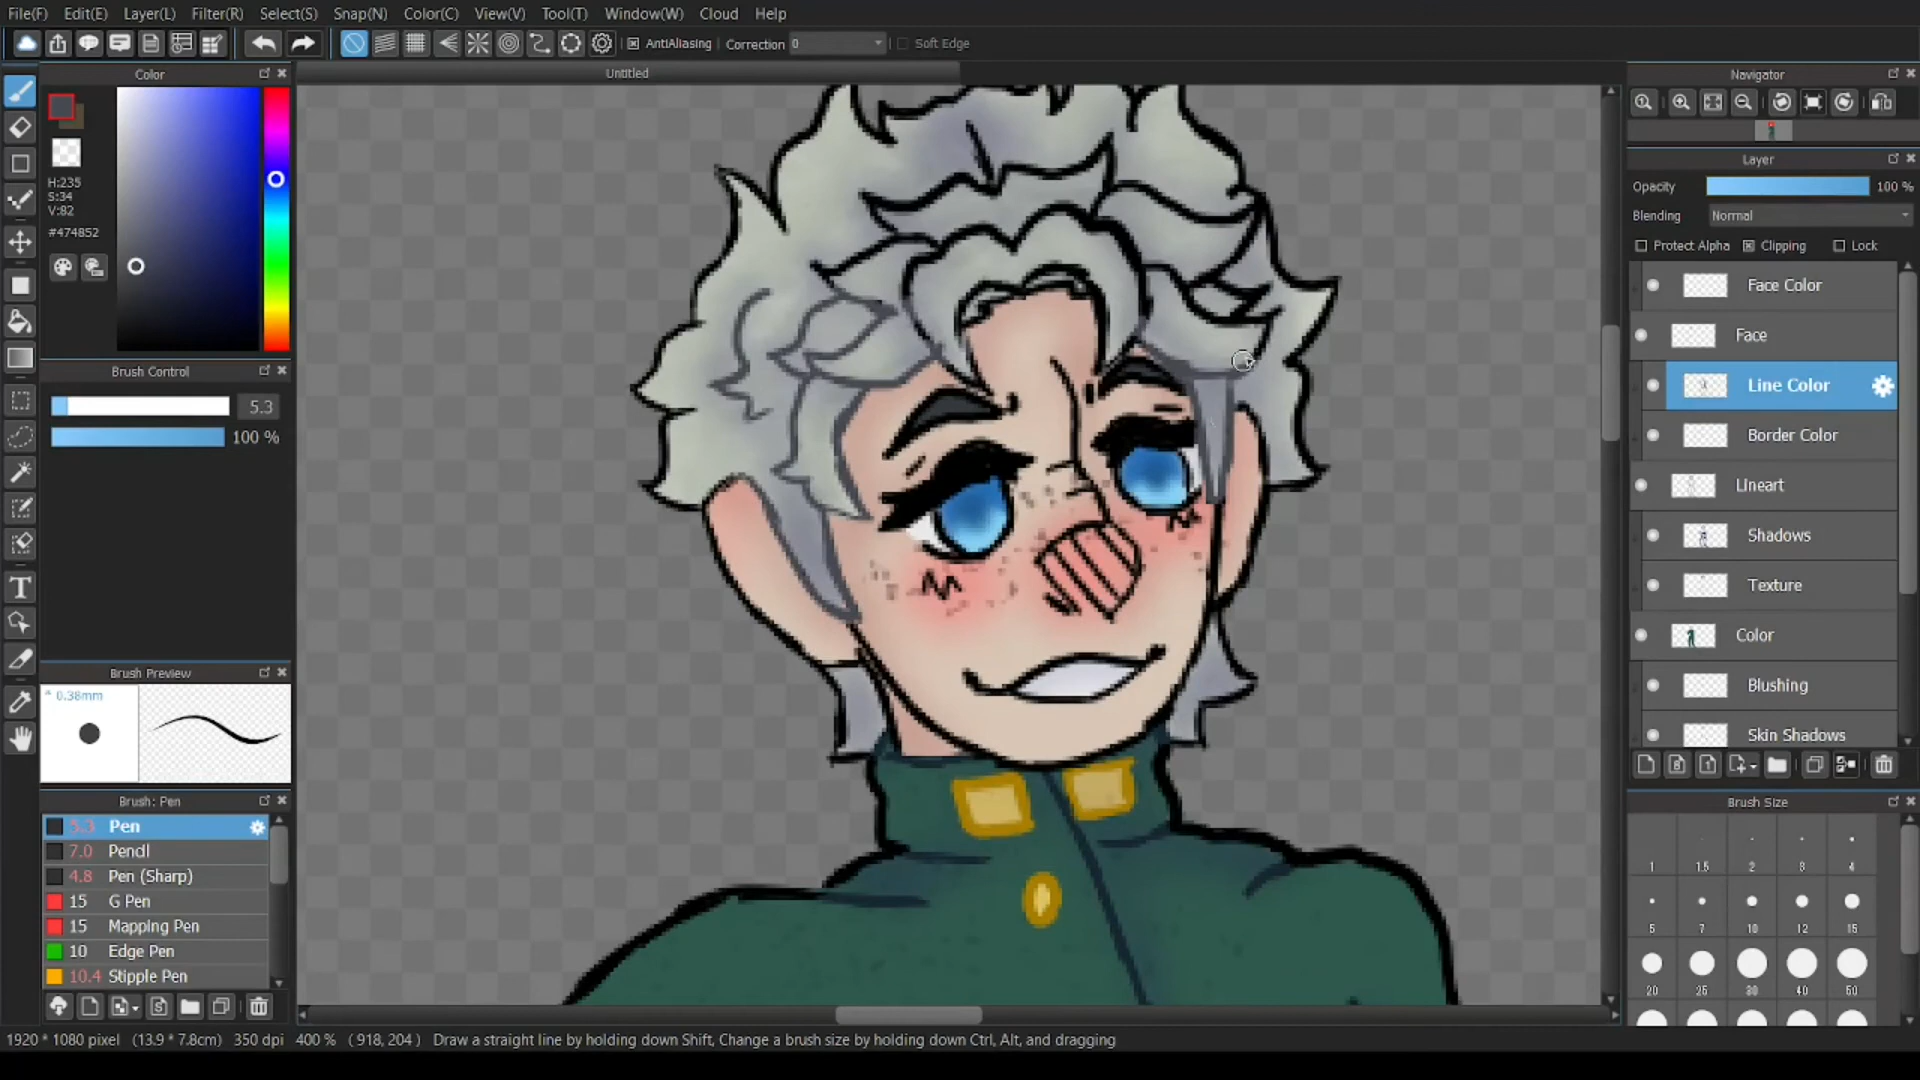 File(F) Edit(E) Layer(L) Filter(R) Select(S) Snap(N) Color(C) View(V) Tool(T) Window(W) Cloud Help
AntiAliasing Correction 0 Soft Edge
Color
Untitled
Navigator
H:235
S:34
V:82
#474852
Layer
Opacity 100 %
Blending Normal
Protect Alpha Clipping Lock
Face Color
Face
Line Color
Border Color
Lineart
Shadows
Texture
Color
Blushing
Skin Shadows
Brush Control
5.3
100 %
Brush Preview
0.38mm
Brush: Pen
5.3 Pen
7.0 Pencil
4.8 Pen (Sharp)
15 G Pen
15 Mapping Pen
10 Edge Pen
10.4 Stipple Pen
Brush Size
1 1.5 2 3 4
5 7 10 12 15
20 25 30 40 50
1920 * 1080 pixel (13.9 * 7.8cm) 350 dpi 400 % ( 918, 204 ) Draw a straight line by holding down Shift, Change a brush size by holding down Ctrl, Alt, and dragging